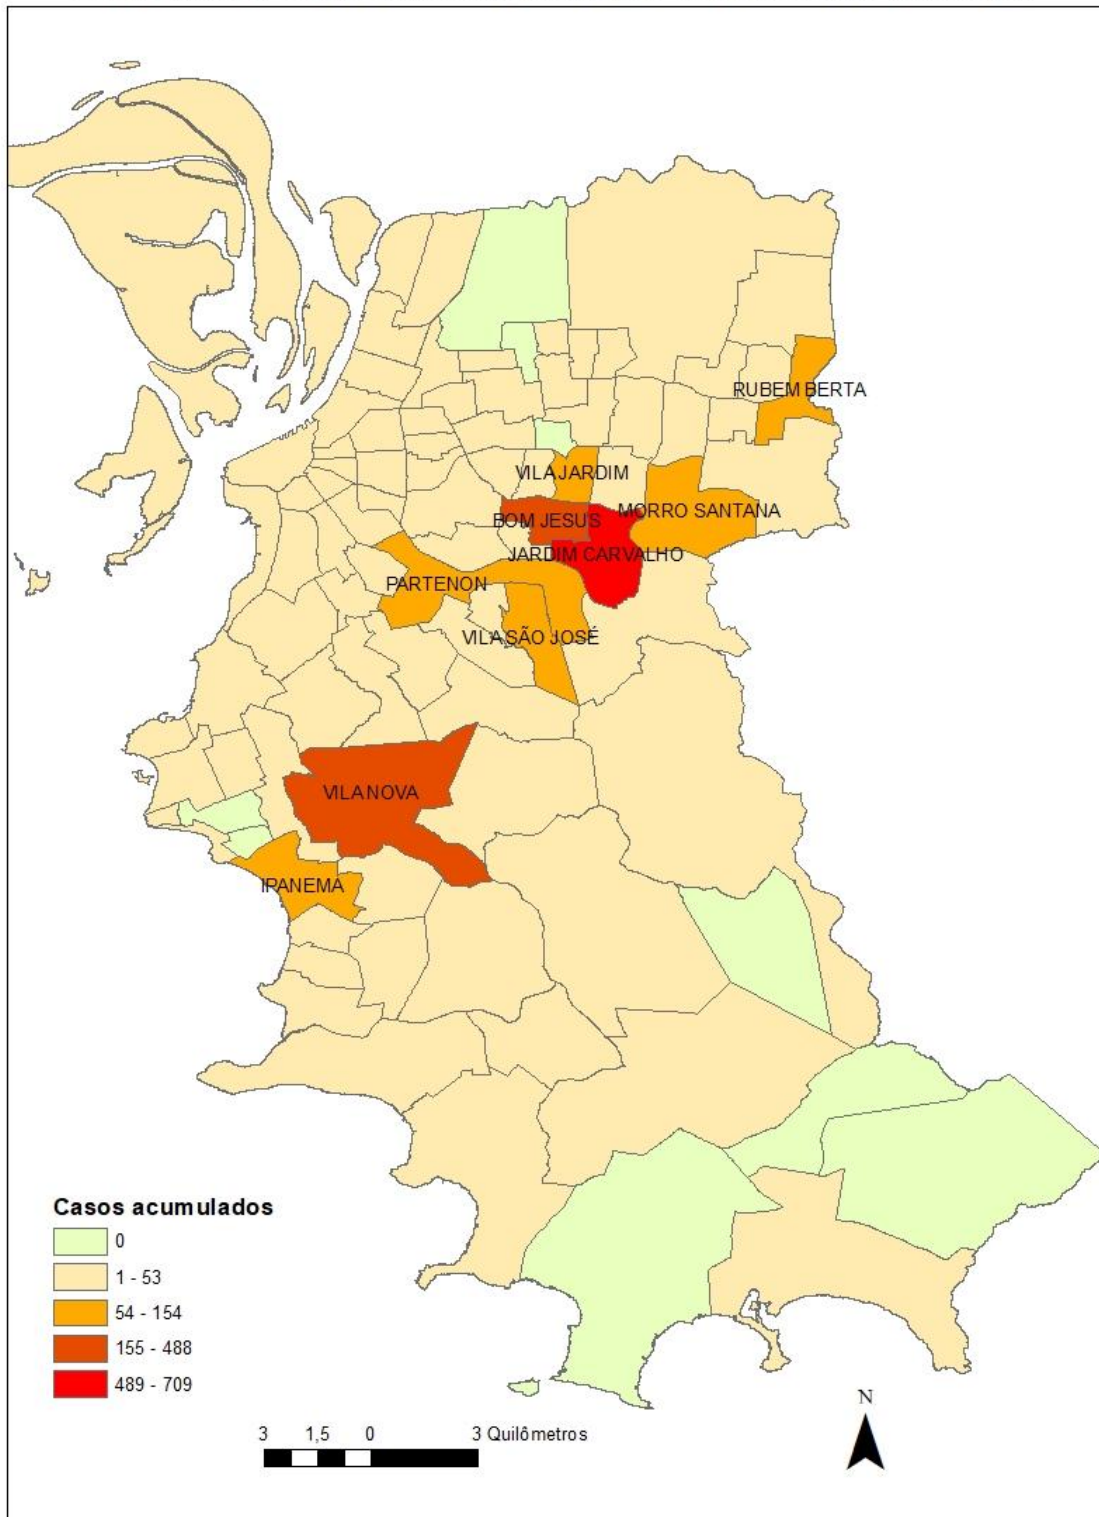 RUBEM BERTA
VILA JARDIM
MORRO SANTANA
BOM JESUS
JARDIM CARVALHO
PARTENON
VILA SÃO JOSÉ
VILA NOVA
IPANEMA
Casos acumulados
0
1 - 53
54 - 154
155 - 488
489 - 709
3 1,5 0 3 Quilômetros
N